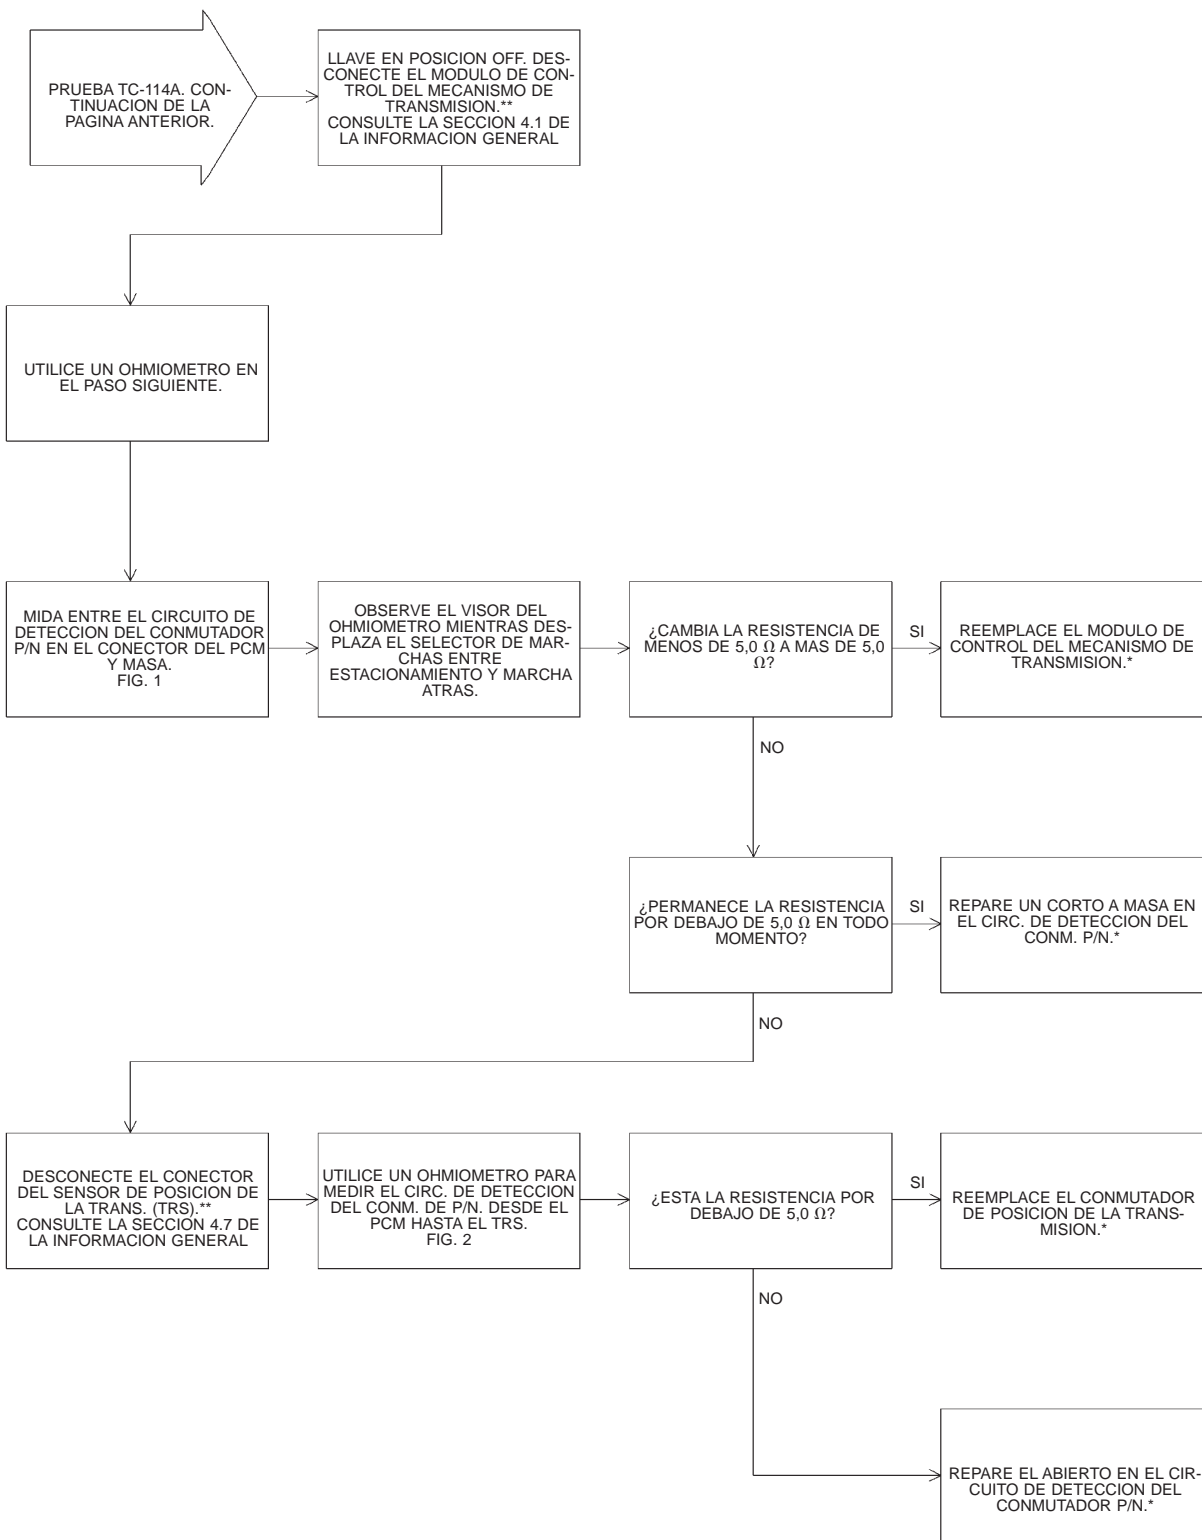 PRUEBA TC-114A. CON-
TINUACION DE LA
PAGINA ANTERIOR.
LLAVE EN POSICION OFF. DES-
CONECTE EL MODULO DE CON-
TROL DEL MECANISMO DE
TRANSMISION.**
CONSULTE LA SECCION 4.1 DE
LA INFORMACION GENERAL
UTILICE UN OHMIOMETRO EN
EL PASO SIGUIENTE.
MIDA ENTRE EL CIRCUITO DE
DETECCION DEL CONMUTADOR
P/N EN EL CONECTOR DEL PCM
Y MASA.
FIG. 1
OBSERVE EL VISOR DEL
OHMIOMETRO MIENTRAS DES-
PLAZA EL SELECTOR DE MAR-
CHAS ENTRE
ESTACIONAMIENTO Y MARCHA
ATRAS.
¿CAMBIA LA RESISTENCIA DE
MENOS DE 5,0 Ω A MAS DE 5,0
Ω?
SI
REEMPLACE EL MODULO DE
CONTROL DEL MECANISMO DE
TRANSMISION.*
NO
¿PERMANECE LA RESISTENCIA
POR DEBAJO DE 5,0 Ω EN TODO
MOMENTO?
SI
REPARE UN CORTO A MASA EN
EL CIRC. DE DETECCION DEL
CONM. P/N.*
NO
DESCONECTE EL CONECTOR
DEL SENSOR DE POSICION DE
LA TRANS. (TRS).**
CONSULTE LA SECCION 4.7 DE
LA INFORMACION GENERAL
UTILICE UN OHMIOMETRO PARA
MEDIR EL CIRC. DE DETECCION
DEL CONM. DE P/N. DESDE EL
PCM HASTA EL TRS.
FIG. 2
¿ESTA LA RESISTENCIA POR
DEBAJO DE 5,0 Ω?
SI
REEMPLACE EL CONMUTADOR
DE POSICION DE LA TRANS-
MISION.*
NO
REPARE EL ABIERTO EN EL CIR-
CUITO DE DETECCION DEL
CONMUTADOR P/N.*